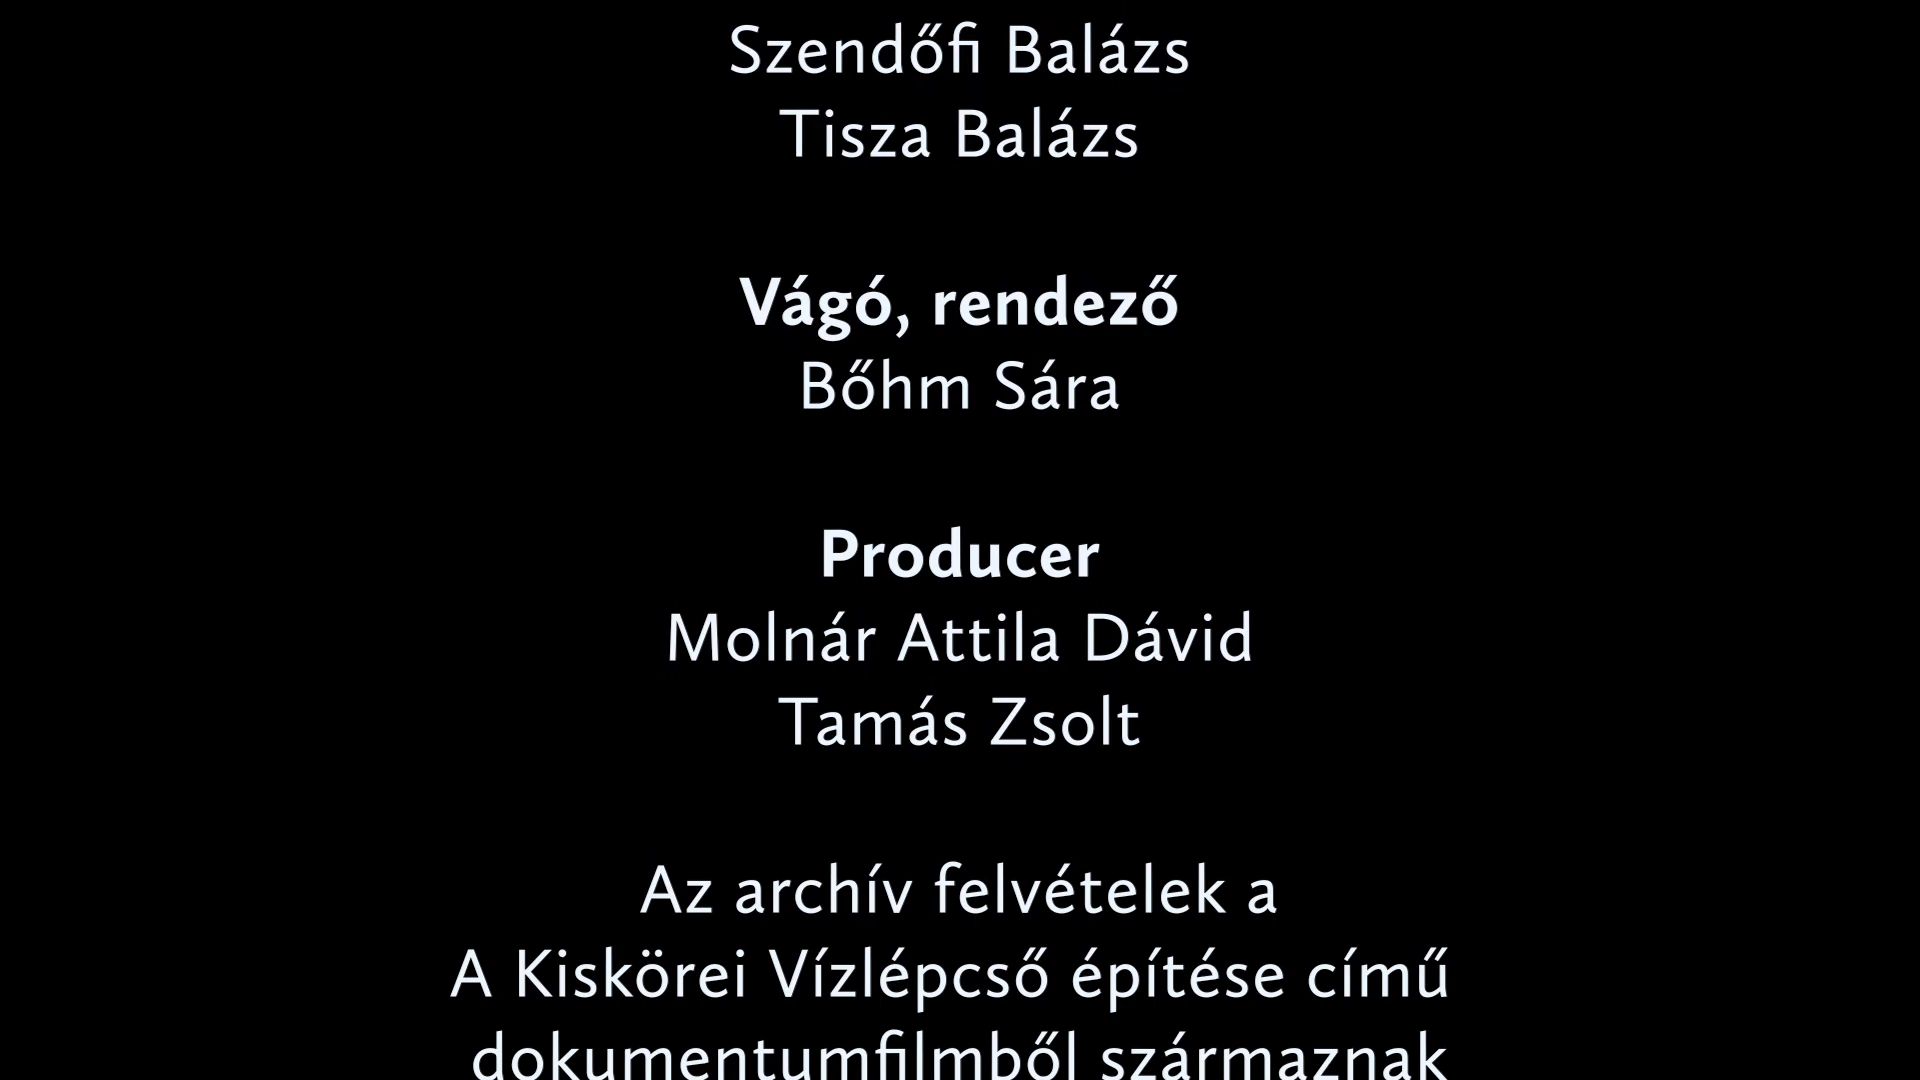 Szendőfi Balázs
Tisza Balázs
Vágó, rendező
Bőhm Sára
Producer
Molnár Attila Dávid
Tamás Zsolt
Az archív felvételek a
A Kiskörei Vízlépcső építése című
dokumentumfilmből származnak